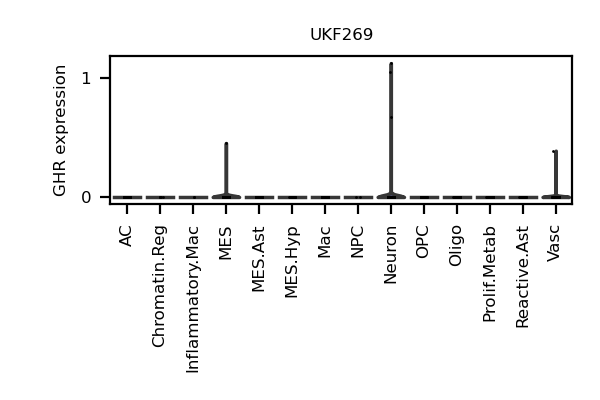 UKF269
GHR expression
1
0
AC
Chromatin.Reg
Inflammatory.Mac
MES
MES.Ast
MES.Hyp
Mac
NPC
Neuron
OPC
Oligo
Prolif.Metab
Reactive.Ast
Vasc